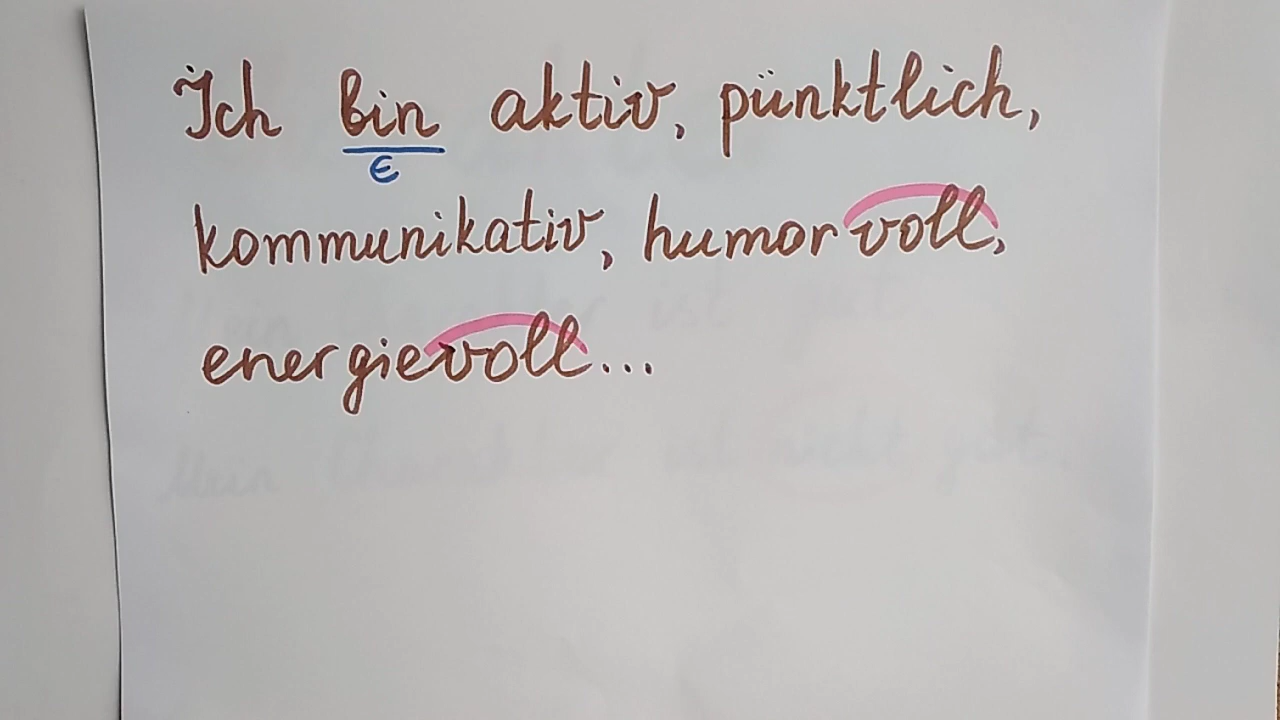 Ich bin aktiv, pünktlich,
є
kommunikativ, humorvoll,
energievoll...